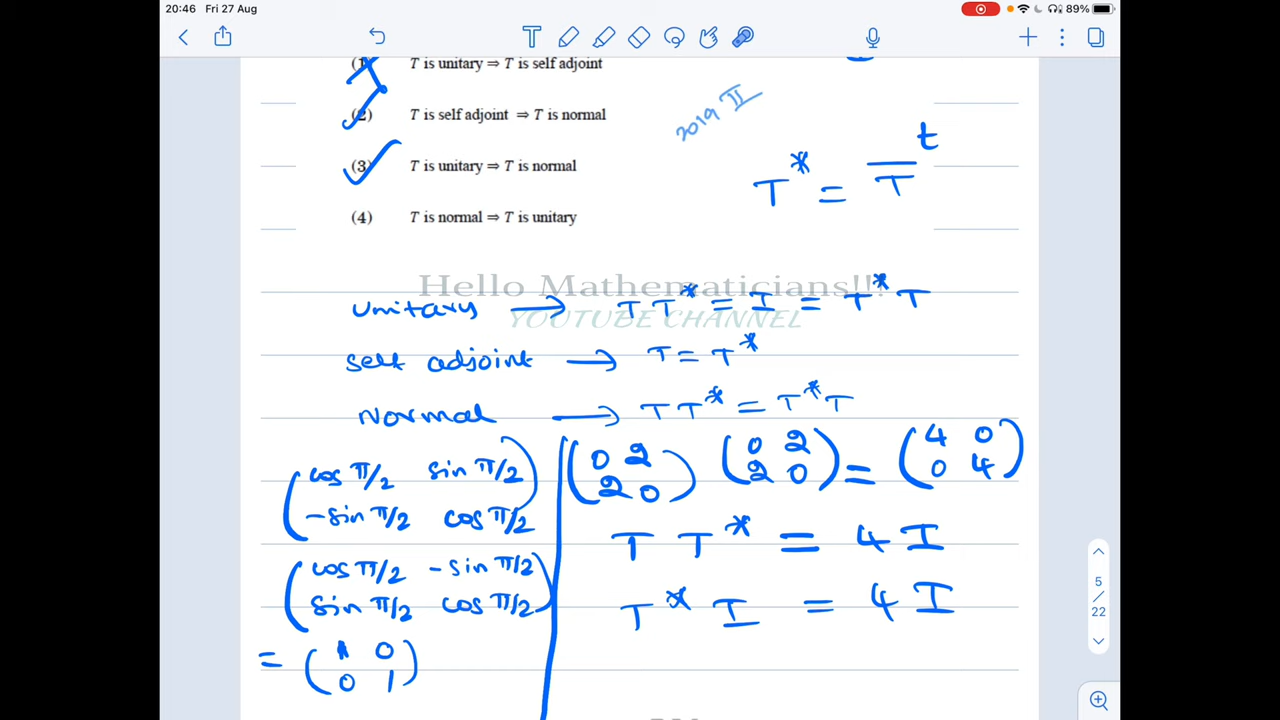 20:46 Fri 27 Aug
89%
(1) T is unitary ⇒ T is self adjoint
(2) T is self adjoint ⇒ T is normal
2019 II
(3) T is unitary ⇒ T is normal
T* = T̅ᵗ
(4) T is normal ⇒ T is unitary
Hello Mathematicians!!!
YOUTUBE CHANNEL
unitary → TT* = I = T*T
self adjoint → T = T*
Normal → TT* = T*T
(cos π/2 sin π/2
-sin π/2 cos π/2)
(cos π/2 -sin π/2
sin π/2 cos π/2)
= (1 0
0 1)
(0 2 (0 2 (4 0
2 0) 2 0) = 0 4)
T T* = 4 I
T* I = 4 I
5
/
22